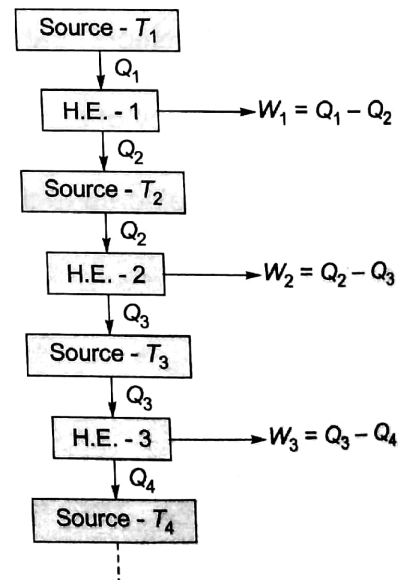 Source - T₁
Q₁
H.E. - 1
W₁ = Q₁ – Q₂
Q₂
Source - T₂
Q₂
H.E. - 2
W₂ = Q₂ – Q₃
Q₃
Source - T₃
Q₃
H.E. - 3
W₃ = Q₃ – Q₄
Q₄
Source - T₄